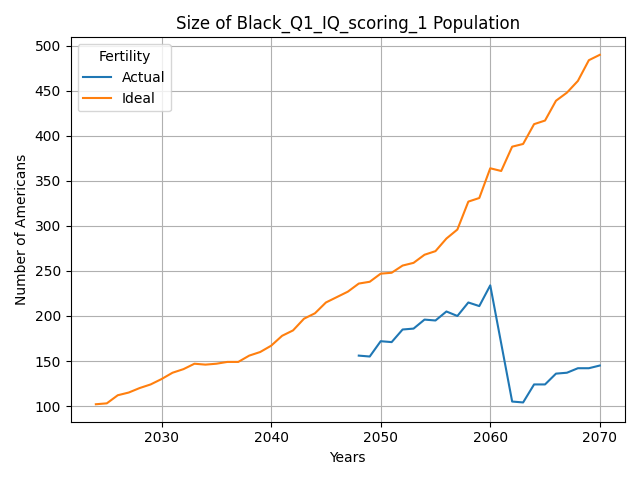 Size of Black_Q1_IQ_scoring_1 Population
Fertility
Actual
Ideal
Number of Americans
500
450
400
350
300
250
200
150
100
2030
2040
2050
2060
2070
Years